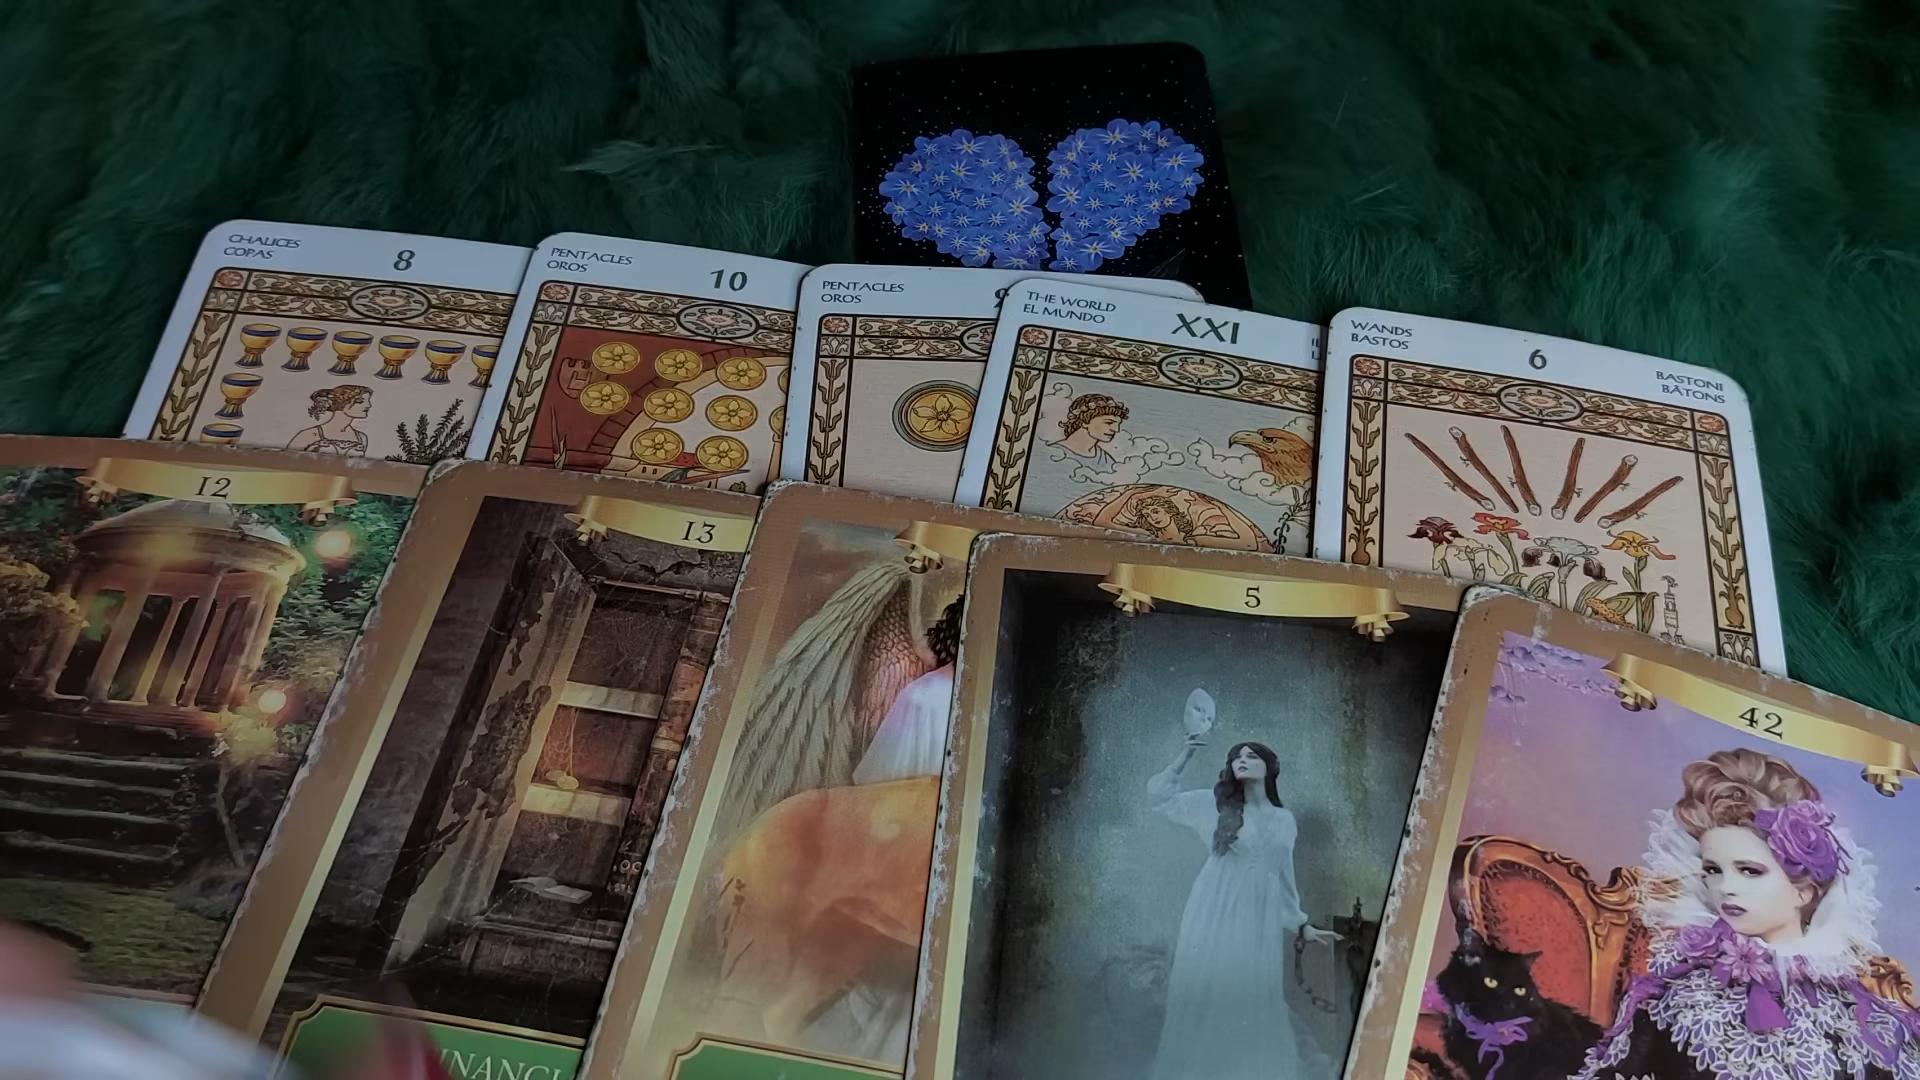 CHALICES
COPAS
8
PENTACLES
OROS
10
PENTACLES
OROS
THE WORLD
EL MUNDO
XXI
WANDS
BASTOS
6
BASTONI
BÂTONS
12
13
5
42